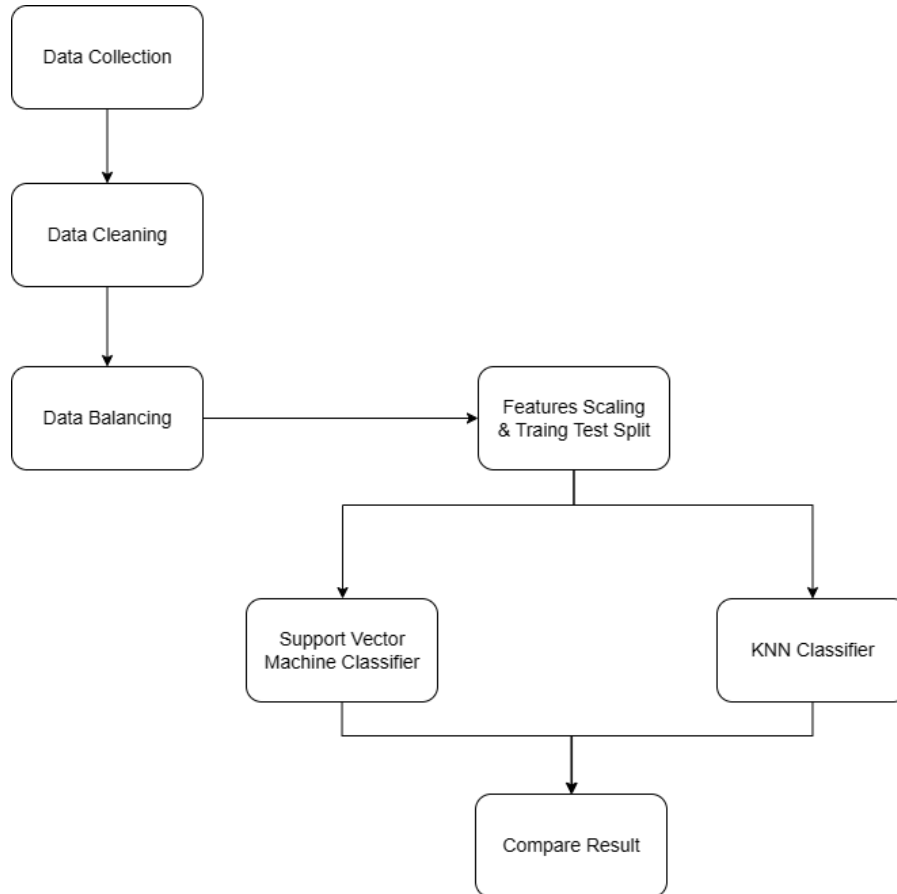 Data Collection
Data Cleaning
Data Balancing
Features Scaling
& Traing Test Split
Support Vector
Machine Classifier
KNN Classifier
Compare Result